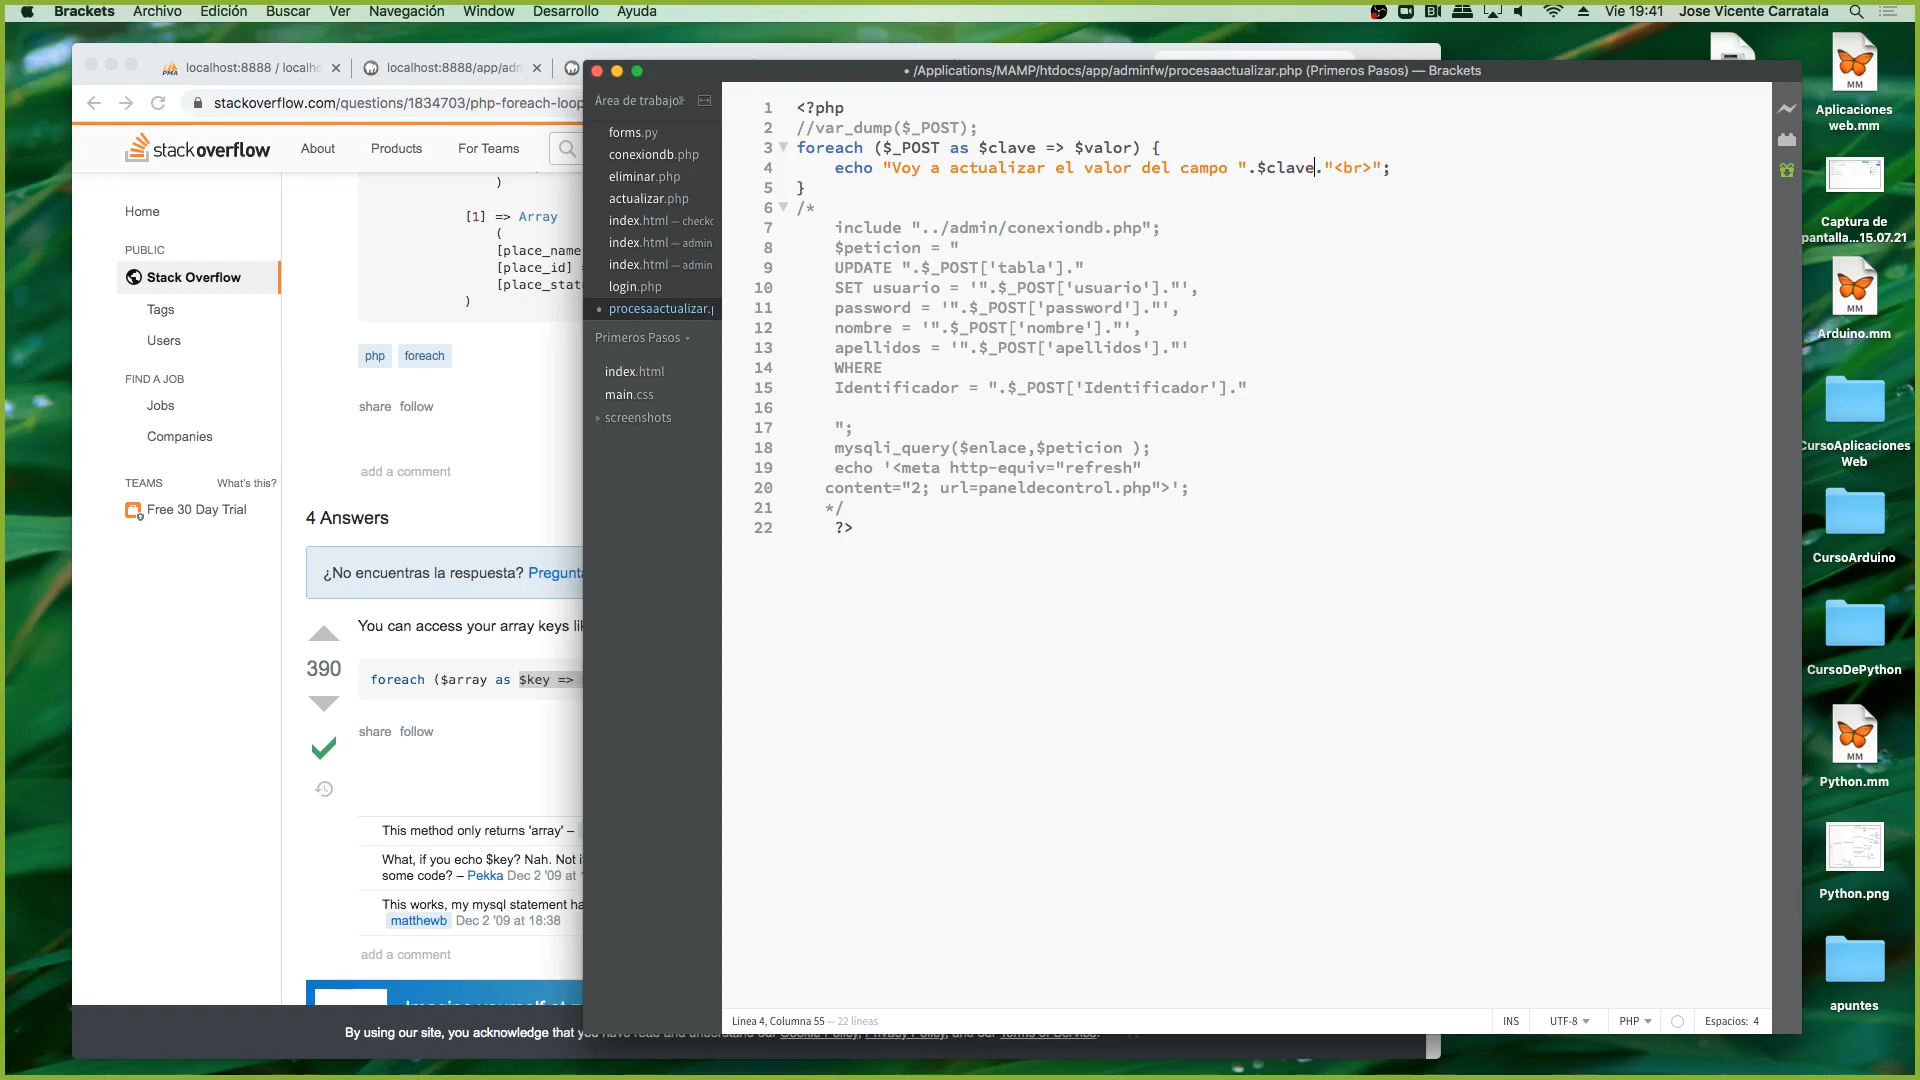 Brackets Archivo Edición Buscar Ver Navegación Window Desarrollo Ayuda
Vie 19:41 Jose Vicente Carratala
localhost:8888 / localho
localhost:8888/app/adm
stackoverflow.com/questions/1834703/php-foreach-loop
stackoverflow
About Products For Teams
)
[1] => Array
(
[place_name
[place_id] =
[place_stat
)
Home
PUBLIC
Stack Overflow
Tags
Users
FIND A JOB
Jobs
Companies
TEAMS What's this?
Free 30 Day Trial
php foreach
share follow
add a comment
4 Answers
¿No encuentras la respuesta? Pregunta
You can access your array keys lik
390
foreach ($array as $key =>
share follow
This method only returns 'array' –
What, if you echo $key? Nah. Not i
some code? – Pekka Dec 2 '09 at
This works, my mysql statement ha
matthewb Dec 2 '09 at 18:38
add a comment
By using our site, you acknowledge that you have read and understand our Cookie Policy, Privacy Policy, and our Terms of Service.
• /Applications/MAMP/htdocs/app/adminfw/procesaactualizar.php (Primeros Pasos) — Brackets
Área de trabajo
forms.py
conexiondb.php
eliminar.php
actualizar.php
index.html — checko
index.html — admin
index.html — admin
login.php
procesaactualizar.p
Primeros Pasos
index.html
main.css
screenshots
1 <?php
2 //var_dump($_POST);
3 foreach ($_POST as $clave => $valor) {
4 echo "Voy a actualizar el valor del campo ".$clave."<br>";
5 }
6 /*
7 include "../admin/conexiondb.php";
8 $peticion = "
9 UPDATE ".$_POST['tabla']."
10 SET usuario = '".$_POST['usuario']."',
11 password = '".$_POST['password']."',
12 nombre = '".$_POST['nombre']."',
13 apellidos = '".$_POST['apellidos']."'
14 WHERE
15 Identificador = ".$_POST['Identificador']."
16
17 ";
18 mysqli_query($enlace,$peticion );
19 echo '<meta http-equiv="refresh"
20 content="2; url=paneldecontrol.php">';
21 */
22 ?>
Línea 4, Columna 55 — 22 líneas
INS UTF-8 PHP Espacios: 4
MM
Aplicaciones
web.mm
Captura de
pantalla...15.07.21
MM
Arduino.mm
CursoAplicaciones
Web
CursoArduino
CursoDePython
MM
Python.mm
Python.png
apuntes